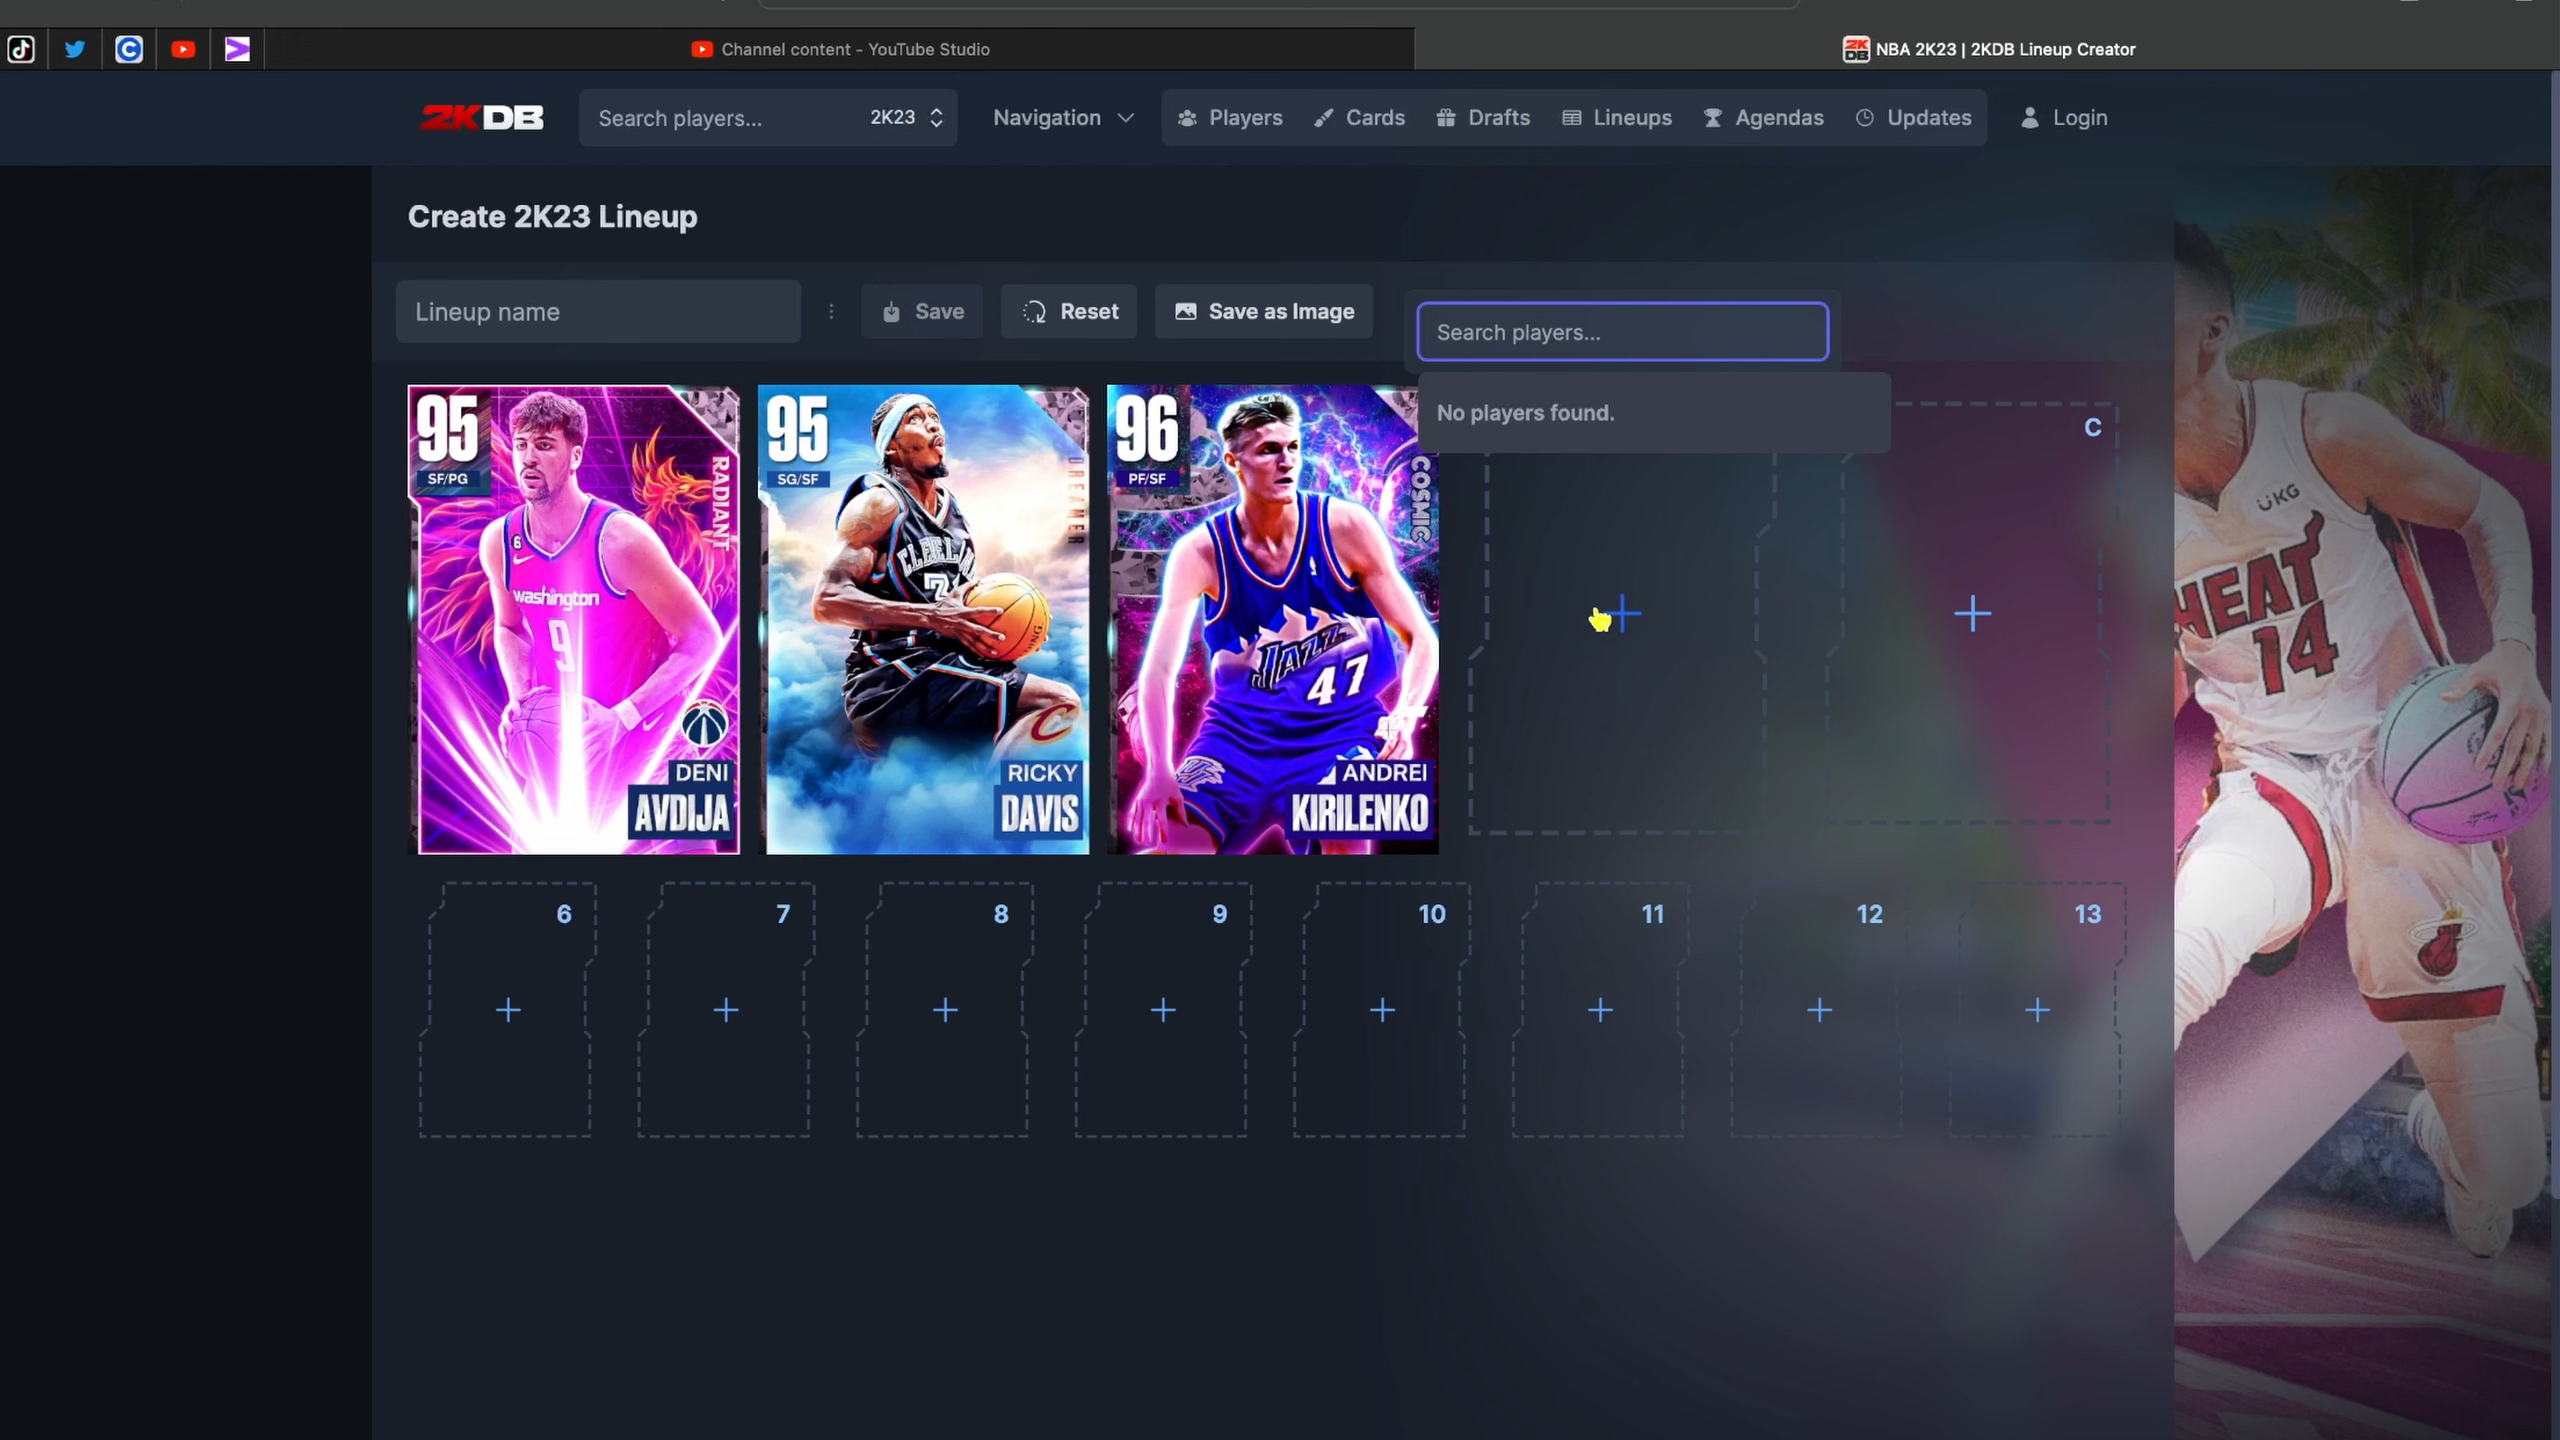 Channel content - YouTube Studio
NBA 2K23 | 2KDB Lineup Creator
2KDB
Search players...
2K23
Navigation
Players
Cards
Drafts
Lineups
Agendas
Updates
Login
Create 2K23 Lineup
Lineup name
Save
Reset
Save as Image
Search players...
No players found.
95
SF/PG
RADIANT
6
washington
9
DENI
AVDIJA
95
SG/SF
DREAMER
RICKY
DAVIS
96
PF/SF
COSMIC
JAZZ
47
ANDREI
KIRILENKO
C
UKG
HEAT
14
6
7
8
9
10
11
12
13